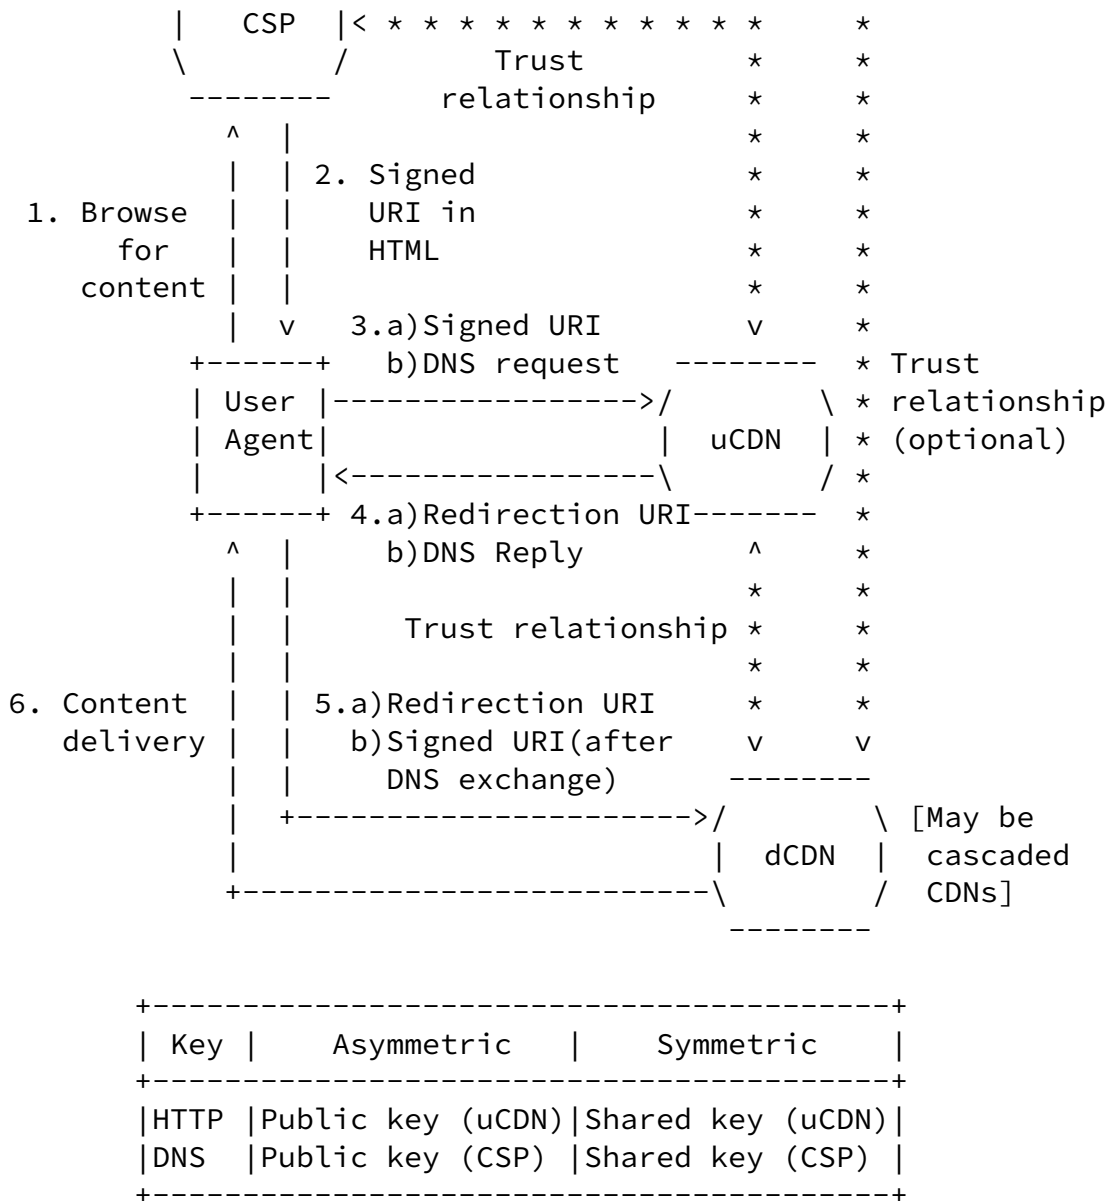 |   CSP  |< * * * * * * * * * * *     *
\        /        Trust         *     *
 --------      relationship     *     *
   ^  |                         *     *
   |  | 2. Signed               *     *
1. Browse   |  |    URI in                *     *
for    |  |    HTML                  *     *
content |  |                          *     *
|  v   3.a)Signed URI        v     *
+------+   b)DNS request   --------  * Trust
| User |----------------->/        \ * relationship
| Agent|                  |  uCDN  | * (optional)
|      |<-----------------\        / *
+------+ 4.a)Redirection URI-------  *
^  |     b)DNS Reply         ^     *
|  |                         *     *
|  |      Trust relationship *     *
|  |                         *     *
6. Content  |  | 5.a)Redirection URI     *     *
delivery |  |   b)Signed URI(after    v     v
|  |     DNS exchange)      --------
|  +---------------------->/        \ [May be
|                          |  dCDN  |  cascaded
+--------------------------\        /  CDNs]
--------
+-----------------------------------------+
| Key |    Asymmetric   |    Symmetric    |
+-----------------------------------------+
|HTTP |Public key (uCDN)|Shared key (uCDN)|
|DNS  |Public key (CSP) |Shared key (CSP) |
+-----------------------------------------+